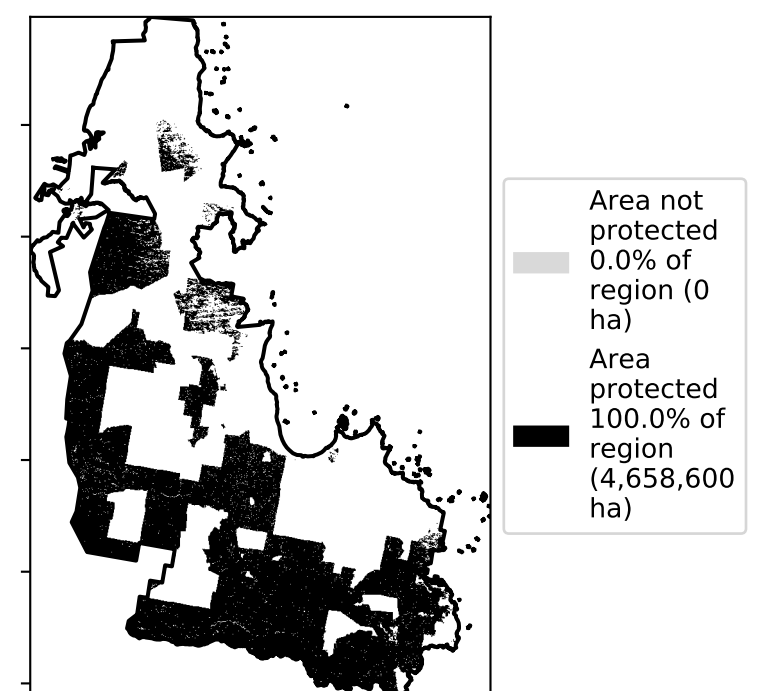 Area not
protected
0.0% of
region (0
ha)
Area
protected
100.0% of
region
(4,658,600
ha)